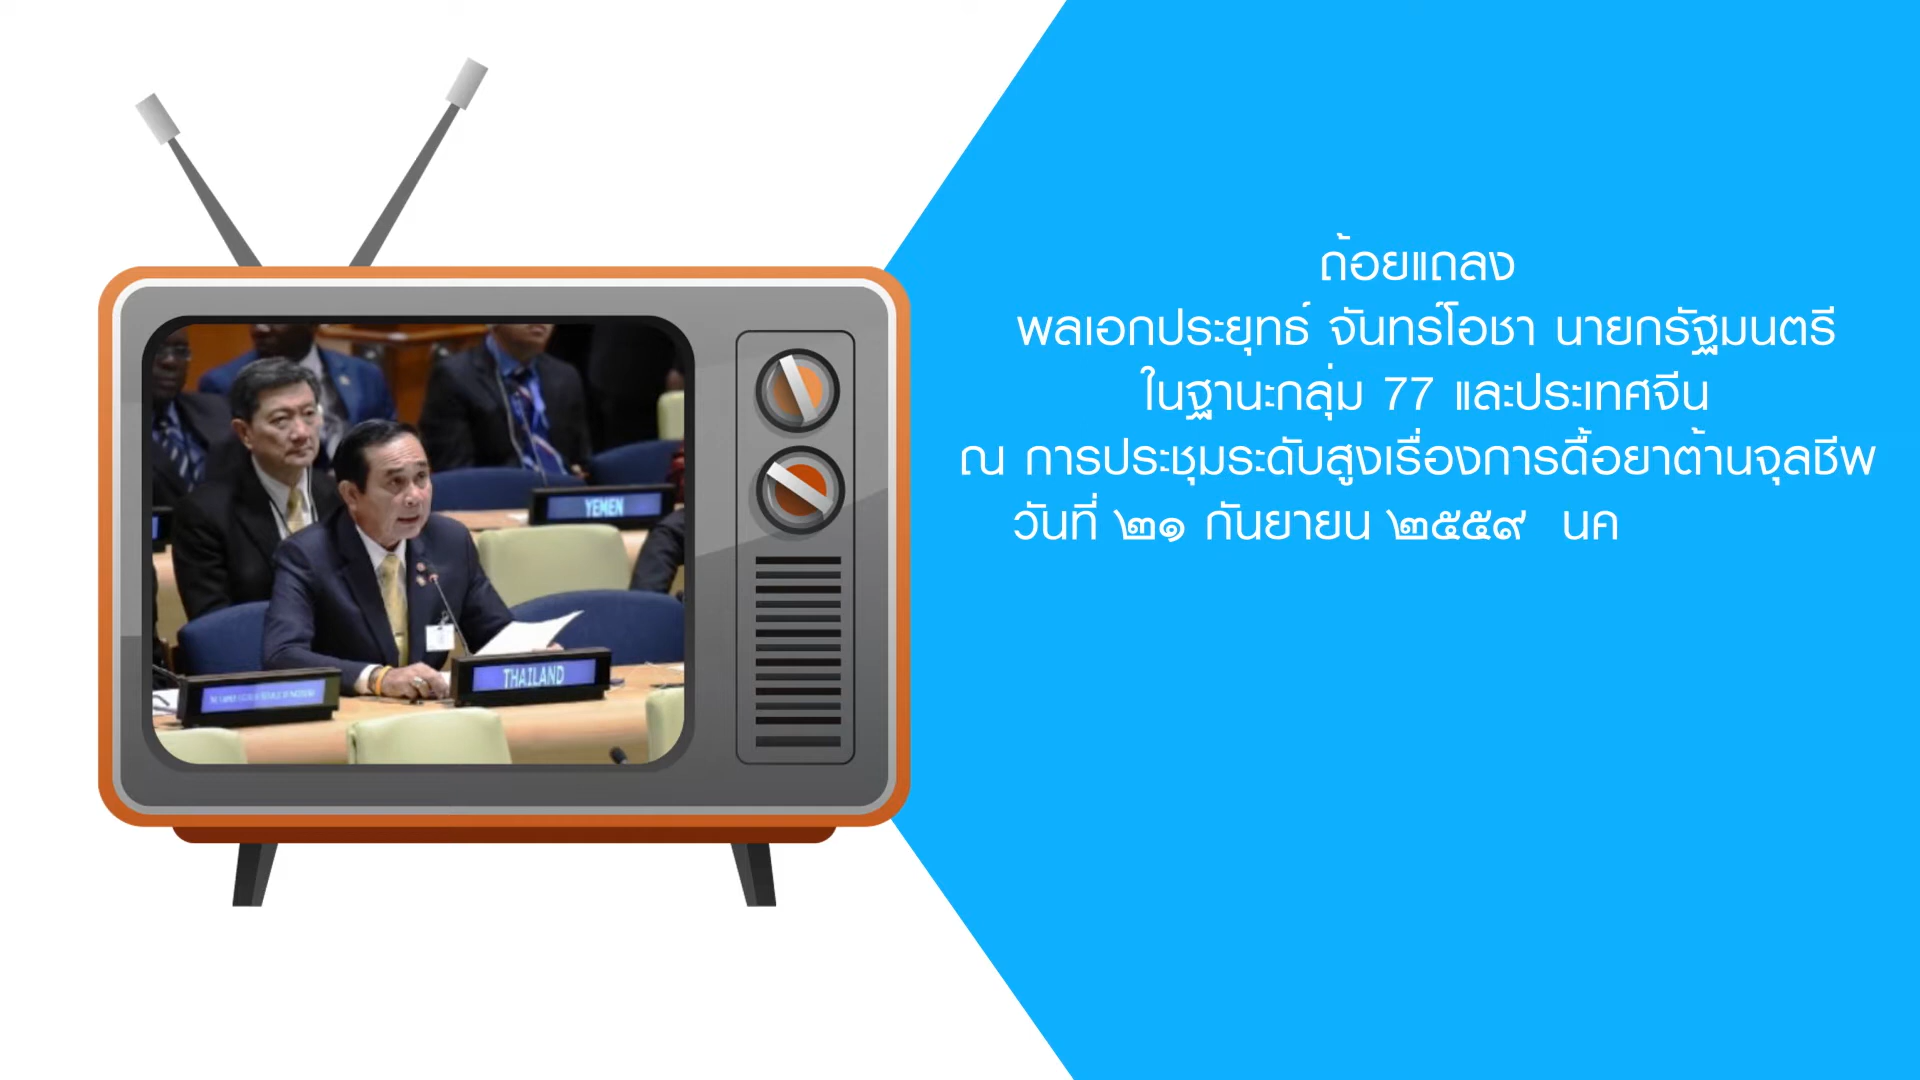 ถ้อยแถลง
พลเอกประยุทธ์ จันทร์โอชา นายกรัฐมนตรี
ในฐานะกลุ่ม 77 และประเทศจีน
ณ การประชุมระดับสูงเรื่องการดื้อยาต้านจุลชีพ
วันที่ ๒๑ กันยายน ๒๕๕๙ นค
YEMEN
THAILAND